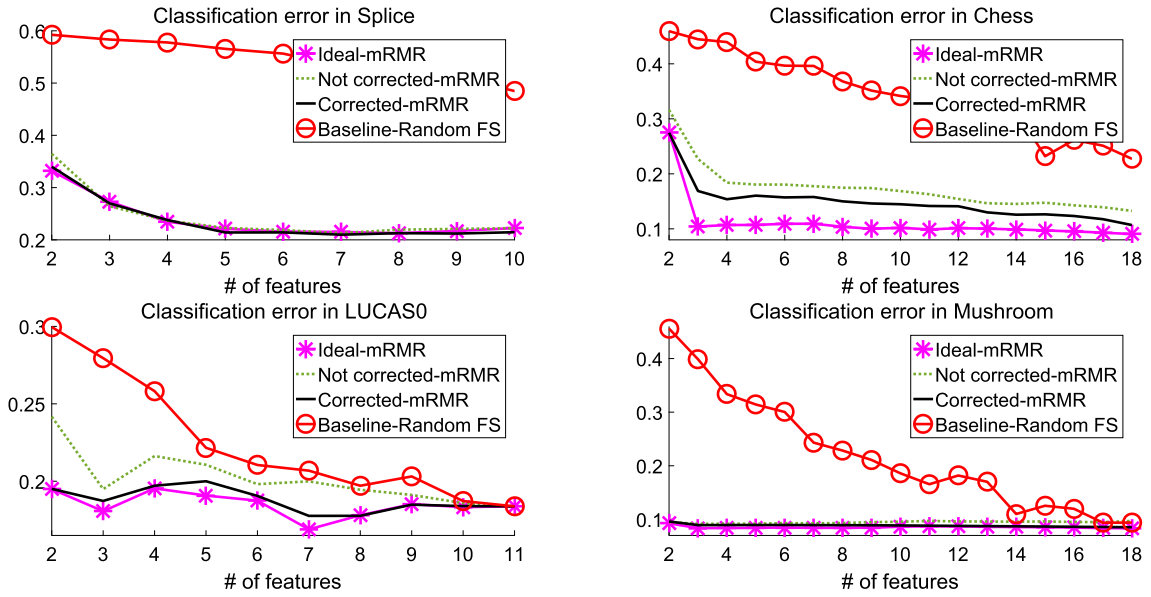 Classification error in Splice
0.6
0.5
0.4
0.3
0.2
2 3 4 5 6 7 8 9 10
# of features
Ideal-mRMR
Not corrected-mRMR
Corrected-mRMR
Baseline-Random FS
Classification error in Chess
0.4
0.3
0.2
0.1
2 4 6 8 10 12 14 16 18
# of features
Ideal-mRMR
Not corrected-mRMR
Corrected-mRMR
Baseline-Random FS
Classification error in LUCAS0
0.3
0.25
0.2
2 3 4 5 6 7 8 9 10 11
# of features
Ideal-mRMR
Not corrected-mRMR
Corrected-mRMR
Baseline-Random FS
Classification error in Mushroom
0.4
0.3
0.2
0.1
2 4 6 8 10 12 14 16 18
# of features
Ideal-mRMR
Not corrected-mRMR
Corrected-mRMR
Baseline-Random FS